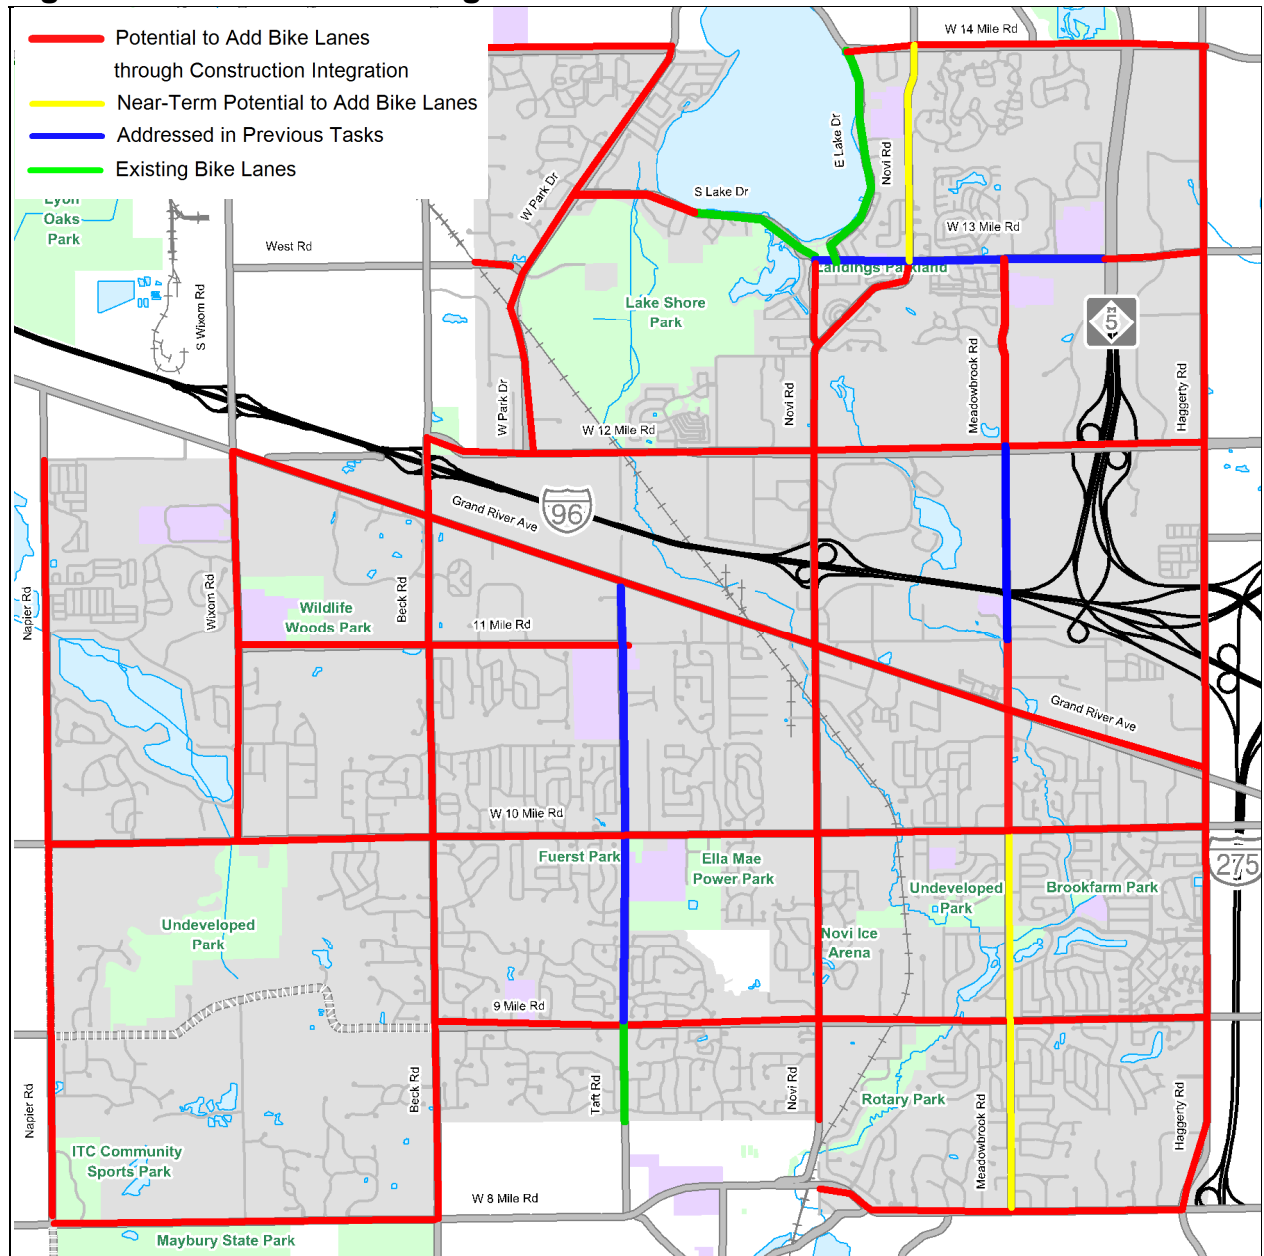 Potential to Add Bike Lanes
through Construction Integration
Near-Term Potential to Add Bike Lanes
Addressed in Previous Tasks
Existing Bike Lanes
W 14 Mile Rd
E Lake Dr
Novi Rd
W Park Dr
S Lake Dr
Lyon
Oaks
Park
West Rd
W 13 Mile Rd
Landings Parkland
S Wixom Rd
Lake Shore
Park
M
5
W Park Dr
Novi Rd
Meadowbrook Rd
Haggerty Rd
W 12 Mile Rd
Grand River Ave
96
Napier Rd
Wixom Rd
Wildlife
Woods Park
Beck Rd
11 Mile Rd
Grand River Ave
W 10 Mile Rd
Fuerst Park
Ella Mae
Power Park
Undeveloped
Park
Brookfarm Park
275
Undeveloped
Park
Novi Ice
Arena
9 Mile Rd
Napier Rd
Beck Rd
Taft Rd
Novi Rd
Rotary Park
Meadowbrook Rd
Haggerty Rd
ITC Community
Sports Park
W 8 Mile Rd
Maybury State Park